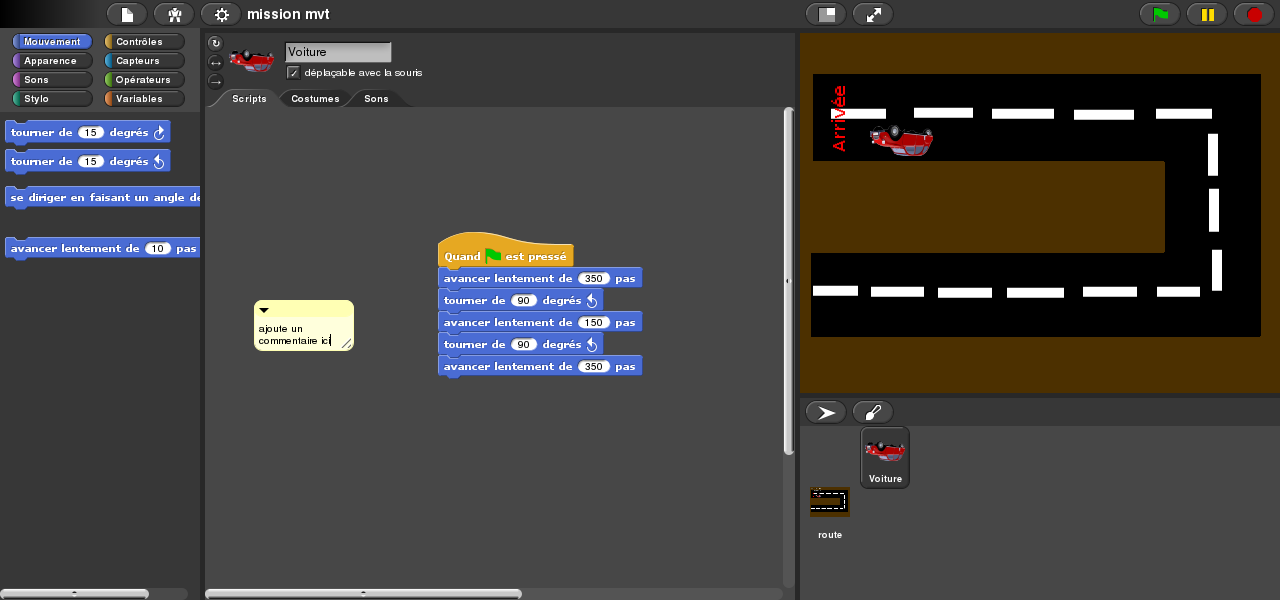 mission mvt
Mouvement
Contrôles
Apparence
Capteurs
Sons
Opérateurs
Stylo
Variables
tourner de 15 degrés
tourner de 15 degrés
se diriger en faisant un angle de
avancer lentement de 10 pas
Voiture
déplaçable avec la souris
Scripts
Costumes
Sons
Quand est pressé
avancer lentement de 350 pas
tourner de 90 degrés
avancer lentement de 150 pas
tourner de 90 degrés
avancer lentement de 350 pas
ajoute un
commentaire ici
Arrivée
Voiture
route